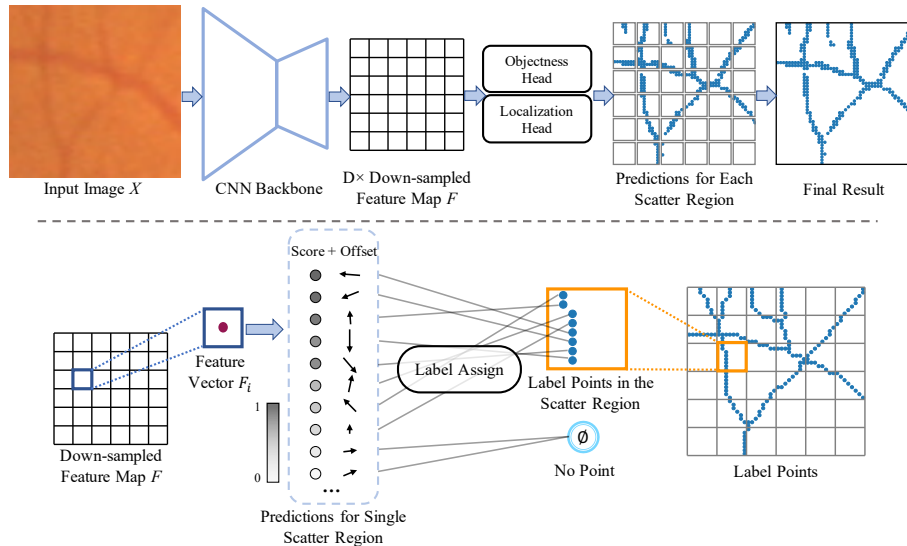 Objectness
Head
Localization
Head
Input Image X
CNN Backbone
D× Down-sampled
Feature Map F
Predictions for Each
Scatter Region
Final Result
Score + Offset
Feature
Vector F_i
Label Assign
Label Points in the
Scatter Region
1
0
Down-sampled
Feature Map F
...
Predictions for Single
Scatter Region
Ø
No Point
Label Points